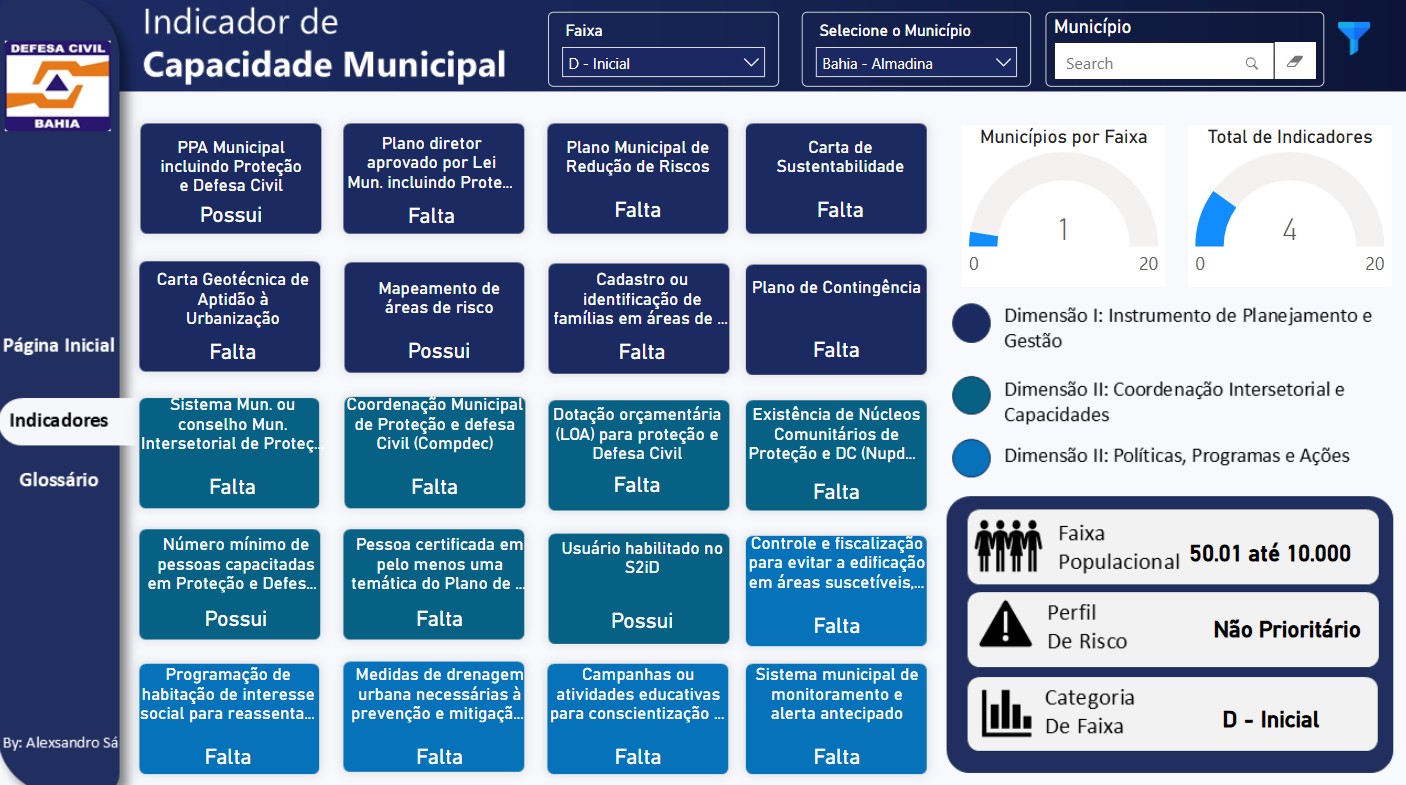 DEFESA CIVIL
BAHIA
Indicador de
Capacidade Municipal
Faixa
D - Inicial
Selecione o Município
Bahia - Almadina
Município
Search
Página Inicial
Indicadores
Glossário
By: Alexsandro Sá
PPA Municipal
incluindo Proteção
e Defesa Civil
Possui
Plano diretor
aprovado por Lei
Mun. incluindo Prote...
Falta
Plano Municipal de
Redução de Riscos
Falta
Carta de
Sustentabilidade
Falta
Carta Geotécnica de
Aptidão à
Urbanização
Falta
Mapeamento de
áreas de risco
Possui
Cadastro ou
identificação de
famílias em áreas de ...
Falta
Plano de Contingência
Falta
Sistema Mun. ou
conselho Mun.
Intersetorial de Proteç...
Falta
Coordenação Municipal
de Proteção e defesa
Civil (Compdec)
Falta
Dotação orçamentária
(LOA) para proteção e
Defesa Civil
Falta
Existência de Núcleos
Comunitários de
Proteção e DC (Nupd...
Falta
Número mínimo de
pessoas capacitadas
em Proteção e Defes...
Possui
Pessoa certificada em
pelo menos uma
temática do Plano de ...
Falta
Usuário habilitado no
S2iD
Possui
Controle e fiscalização
para evitar a edificação
em áreas suscetíveis,...
Falta
Programação de
habitação de interesse
social para reassenta...
Falta
Medidas de drenagem
urbana necessárias à
prevenção e mitigaçã...
Falta
Campanhas ou
atividades educativas
para conscientização ...
Falta
Sistema municipal de
monitoramento e
alerta antecipado
Falta
Municípios por Faixa
1
0
20
Total de Indicadores
4
0
20
Dimensão I: Instrumento de Planejamento e
Gestão
Dimensão II: Coordenação Intersetorial e
Capacidades
Dimensão II: Políticas, Programas e Ações
Faixa
Populacional
50.01 até 10.000
Perfil
De Risco
Não Prioritário
Categoria
De Faixa
D - Inicial